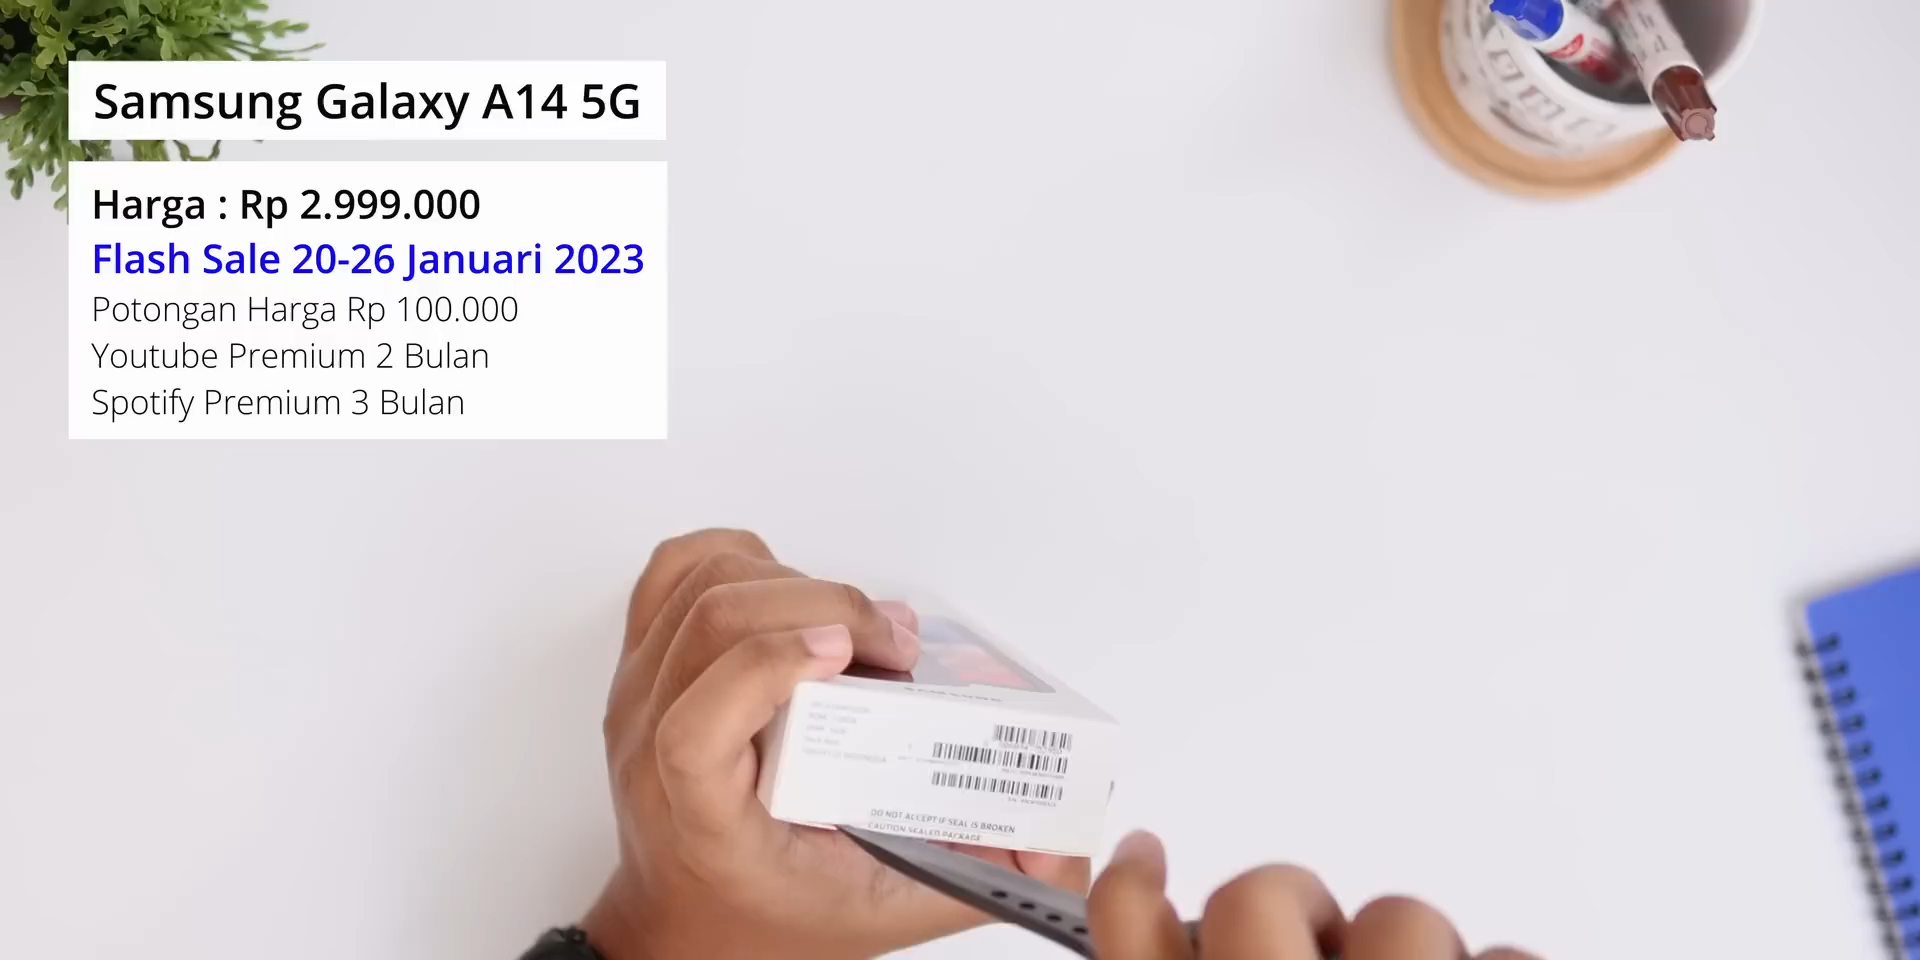 Samsung Galaxy A14 5G
Harga : Rp 2.999.000
Flash Sale 20-26 Januari 2023
Potongan Harga Rp 100.000
Youtube Premium 2 Bulan
Spotify Premium 3 Bulan
SAMSUNG
DO NOT ACCEPT IF SEAL IS BROKEN
CAUTION SEALED PACKAGE